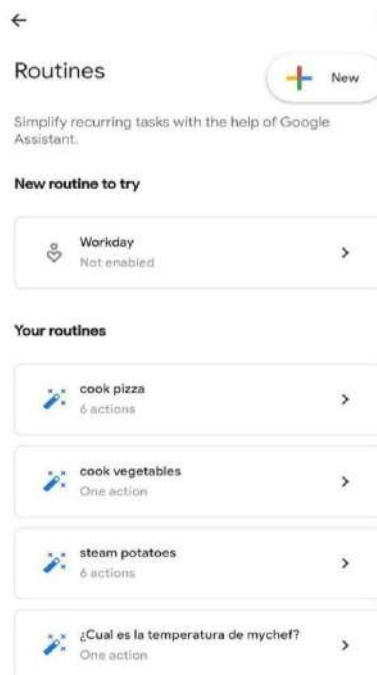 Routines
New
Simplify recurring tasks with the help of Google
Assistant.
New routine to try
Workday
Not enabled
Your routines
cook pizza
6 actions
cook vegetables
One action
steam potatoes
6 actions
¿Cual es la temperatura de mychef?
One action